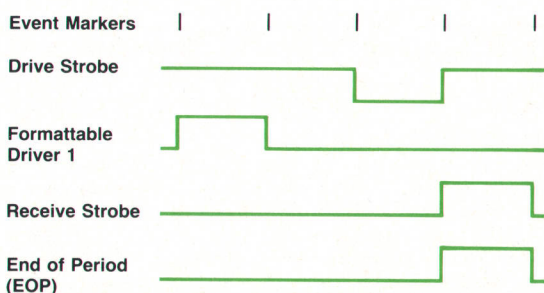 Event Markers
Drive Strobe
Formattable
Driver 1
Receive Strobe
End of Period
(EOP)